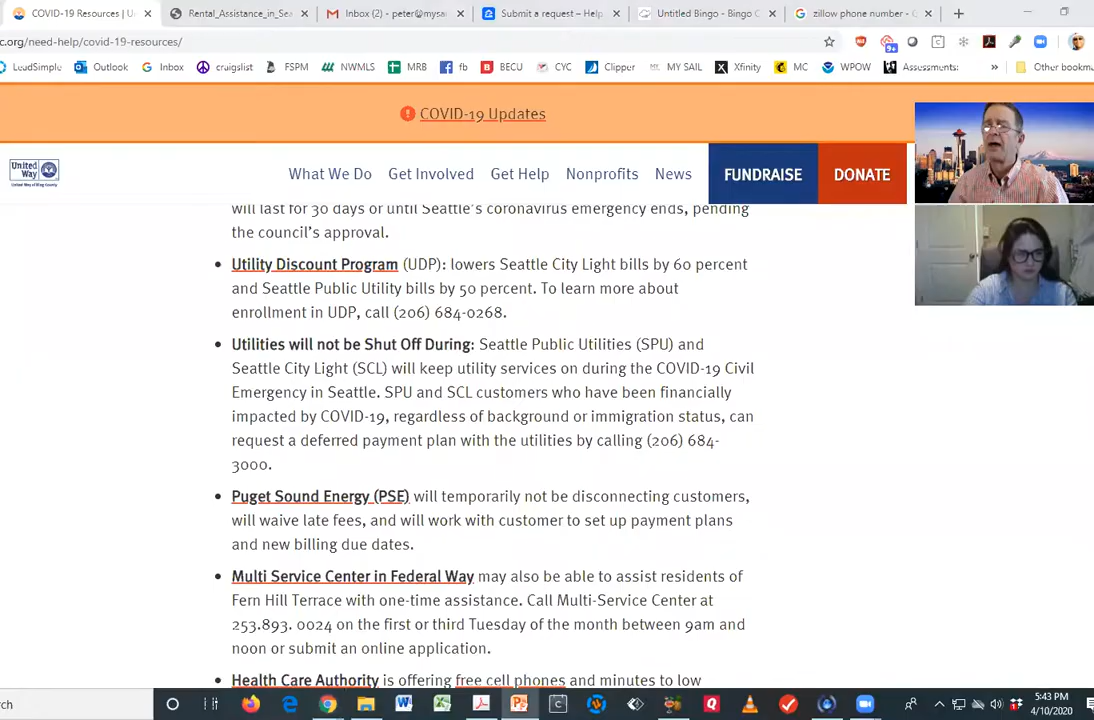 COVID-19 Resources | U
Rental_Assistance_in_Sea
Inbox (2) - peter@mysa
Submit a request – Help
Untitled Bingo - Bingo C
zillow phone number - G
c.org/need-help/covid-19-resources/
9+
LeadSimple Outlook Inbox craigslist FSPM NWMLS MRB fb BECU CYC Clipper MY SAIL Xfinity MC WPOW Assessments: » Other bookma
COVID-19 Updates
United Way
United Way of King County
What We Do Get Involved Get Help Nonprofits News FUNDRAISE DONATE
will last for 30 days or until Seattle's coronavirus emergency ends, pending
the council's approval.
• Utility Discount Program (UDP): lowers Seattle City Light bills by 60 percent
and Seattle Public Utility bills by 50 percent. To learn more about
enrollment in UDP, call (206) 684-0268.
• Utilities will not be Shut Off During: Seattle Public Utilities (SPU) and
Seattle City Light (SCL) will keep utility services on during the COVID-19 Civil
Emergency in Seattle. SPU and SCL customers who have been financially
impacted by COVID-19, regardless of background or immigration status, can
request a deferred payment plan with the utilities by calling (206) 684-
3000.
• Puget Sound Energy (PSE) will temporarily not be disconnecting customers,
will waive late fees, and will work with customer to set up payment plans
and new billing due dates.
• Multi Service Center in Federal Way may also be able to assist residents of
Fern Hill Terrace with one-time assistance. Call Multi-Service Center at
253.893. 0024 on the first or third Tuesday of the month between 9am and
noon or submit an online application.
• Health Care Authority is offering free cell phones and minutes to low
rch
5:43 PM
4/10/2020